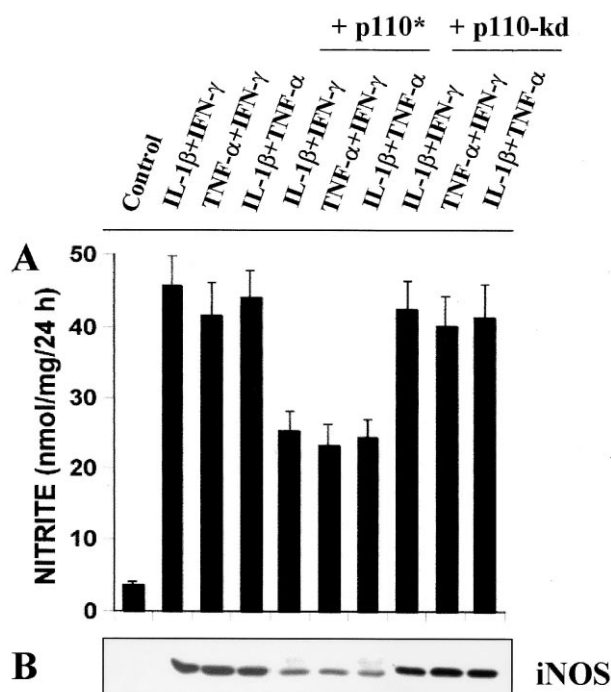 + p110* + p110-kd
Control
IL-1β+IFN-γ
TNF-α+IFN-γ
IL-1β+TNF-α
IL-1β+IFN-γ
TNF-α+IFN-γ
IL-1β+TNF-α
IL-1β+IFN-γ
TNF-α+IFN-γ
IL-1β+TNF-α
A
NITRITE (nmol/mg/24 h)
50
40
30
20
10
0
B iNOS